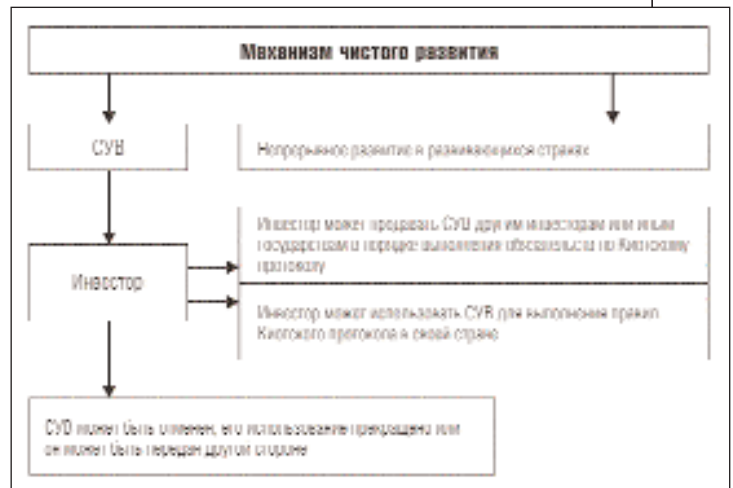 Механизм чистого развития
СУВ
Непрерывное развитие в развивающихся странах
Инвестор может продавать СУВ другим инвесторам или иным
государствам в порядке выполнения обязательств по Киотскому
протоколу
Инвестор
Инвестор может использовать СУВ для выполнения правил
Киотского протокола в своей стране
СУВ может быть отменен, его использование прекращено или
он может быть передан другой стороне